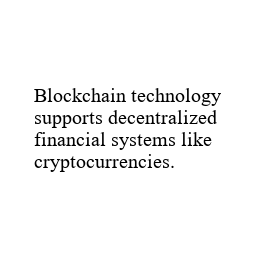 Blockchain technology
supports decentralized
financial systems like
cryptocurrencies.